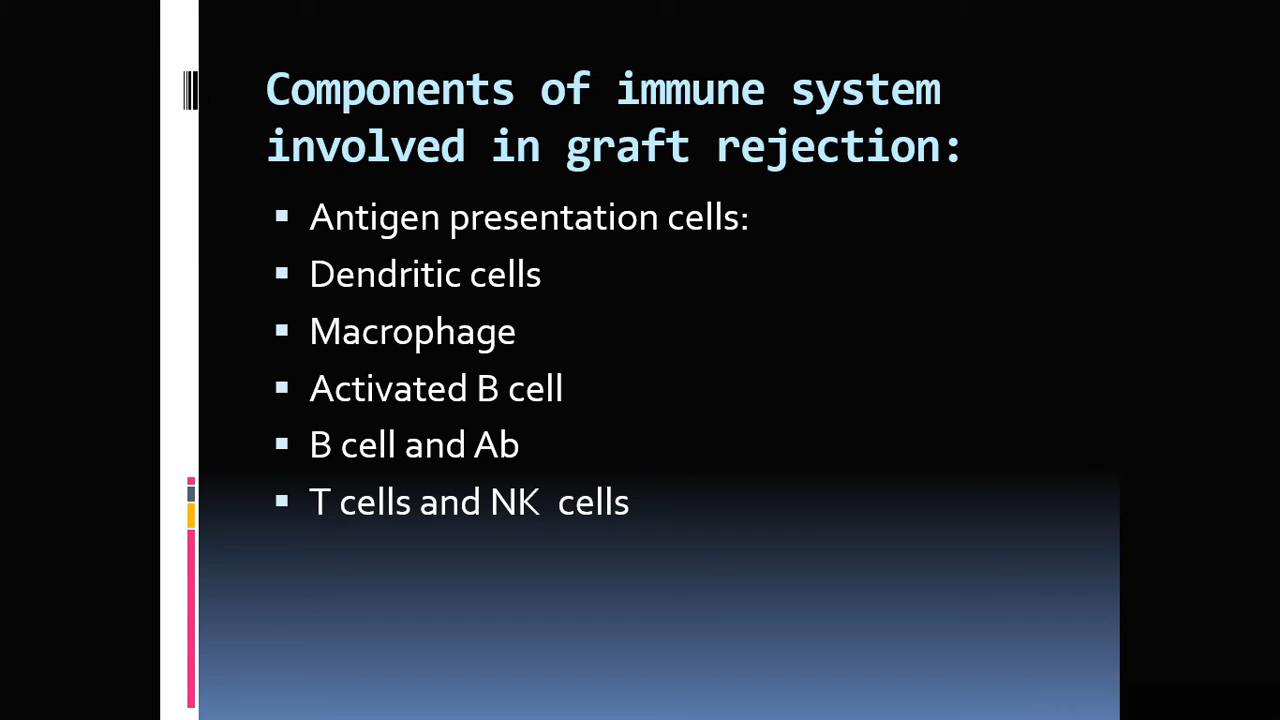 Components of immune system
involved in graft rejection:
Antigen presentation cells:
Dendritic cells
Macrophage
Activated B cell
B cell and Ab
T cells and NK  cells